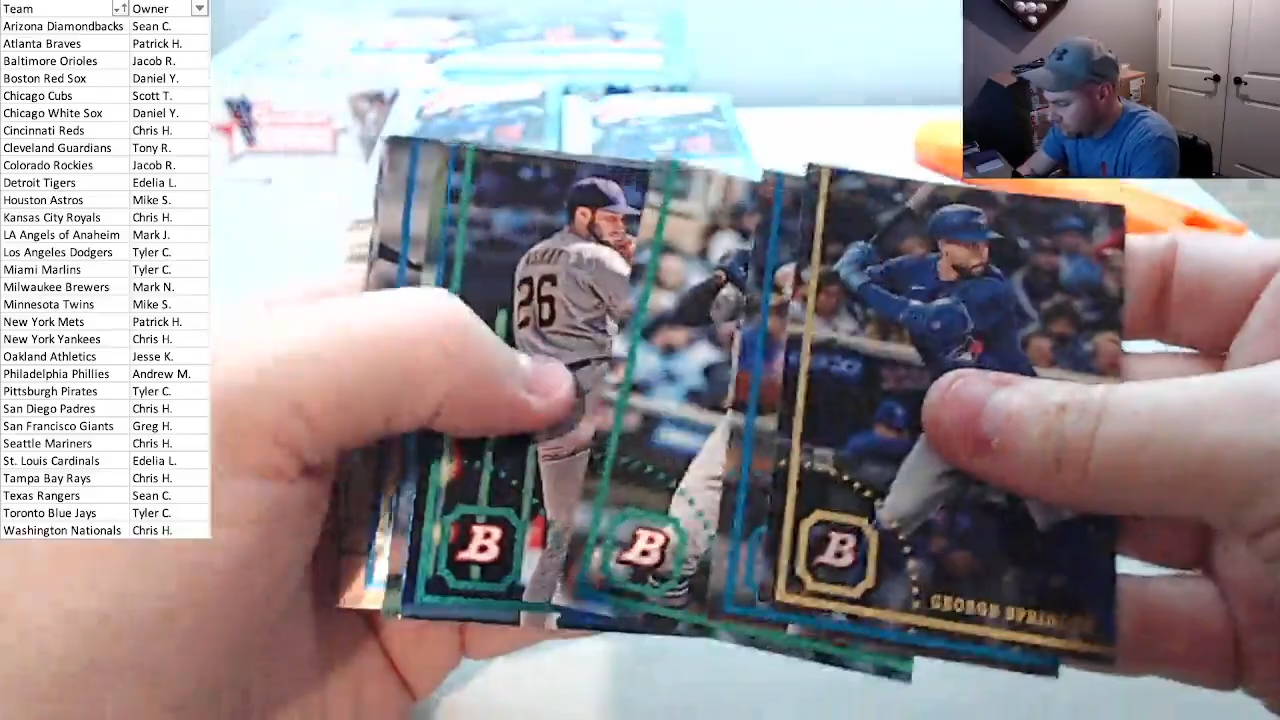 Team Owner
Arizona Diamondbacks Sean C.
Atlanta Braves Patrick H.
Baltimore Orioles Jacob R.
Boston Red Sox Daniel Y.
Chicago Cubs Scott T.
Chicago White Sox Daniel Y.
Cincinnati Reds Chris H.
Cleveland Guardians Tony R.
Colorado Rockies Jacob R.
Detroit Tigers Edelia L.
Houston Astros Mike S.
Kansas City Royals Chris H.
LA Angels of Anaheim Mark J.
Los Angeles Dodgers Tyler C.
Miami Marlins Tyler C.
Milwaukee Brewers Mark N.
Minnesota Twins Mike S.
New York Mets Patrick H.
New York Yankees Chris H.
Oakland Athletics Jesse K.
Philadelphia Phillies Andrew M.
Pittsburgh Pirates Tyler C.
San Diego Padres Chris H.
San Francisco Giants Greg H.
Seattle Mariners Chris H.
St. Louis Cardinals Edelia L.
Tampa Bay Rays Chris H.
Texas Rangers Sean C.
Toronto Blue Jays Tyler C.
Washington Nationals Chris H.
26
B
B
B
GEORGE